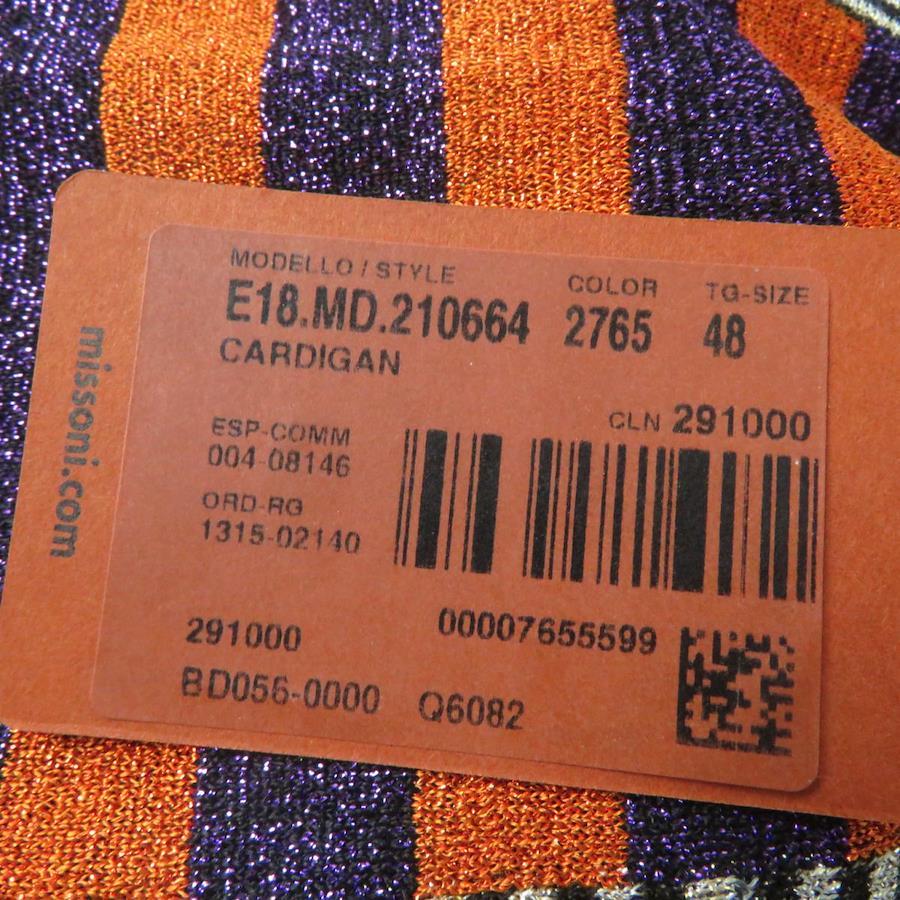 missoni.com
MODELLO / STYLE COLOR TG-SIZE
E18.MD.210664 2765 48
CARDIGAN
CLN 291000
ESP-COMM
004-08146
ORD-RG
1315-02140
291000 00007655599
BD056-0000 Q6082